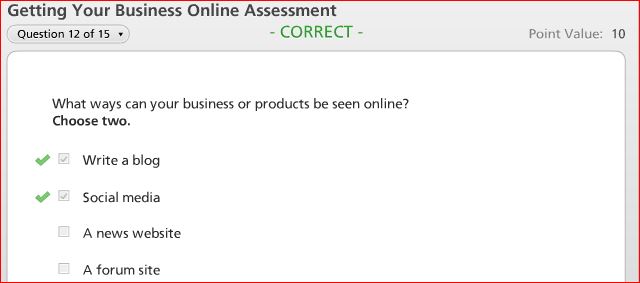 Getting Your Business Online Assessment
Question 12 of 15
- CORRECT -
Point Value: 10
What ways can your business or products be seen online?
Choose two.
Write a blog
Social media
A news website
A forum site